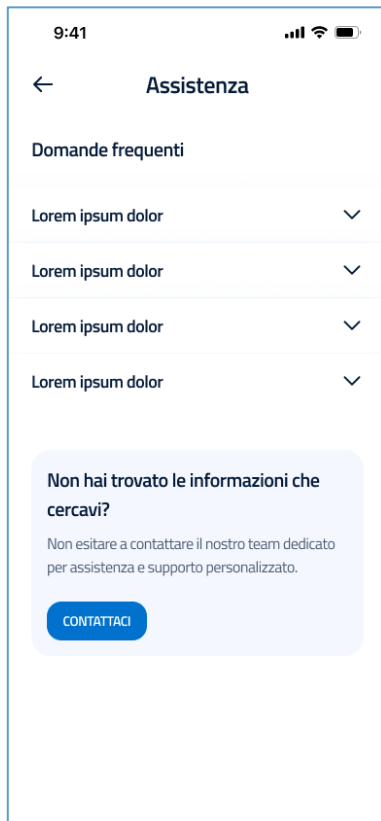 9:41
Assistenza
Domande frequenti
Lorem ipsum dolor
Lorem ipsum dolor
Lorem ipsum dolor
Lorem ipsum dolor
Non hai trovato le informazioni che
cercavi?
Non esitare a contattare il nostro team dedicato
per assistenza e supporto personalizzato.
CONTATTACI